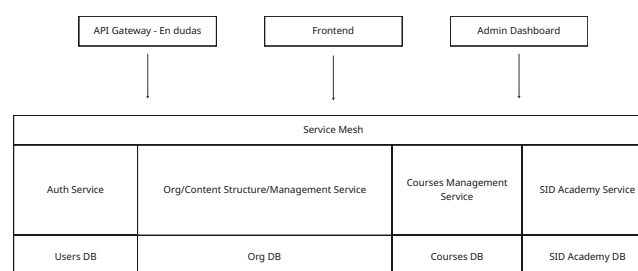 API Gateway - En dudas
Frontend
Admin Dashboard
Service Mesh
Auth Service
Org/Content Structure/Management Service
Courses Management
Service
SID Academy Service
Users DB
Org DB
Courses DB
SID Academy DB